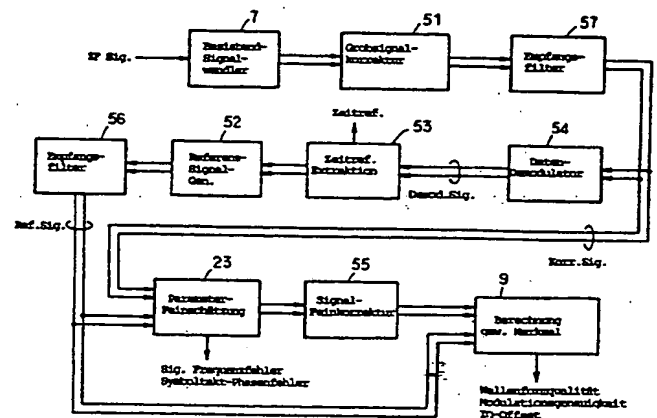 7
51
57
ZF Sig.
Basisband-
Signal-
wandler
Grobsignal-
korrektur
Empfangs-
filter
Zeitref.
56
52
53
54
Empfangs-
filter
Referenz-
Signal-
Gen.
Zeitref.
Extraktion
Daten-
Demodulator
Demod.Sig.
Ref.Sig.
Korr.Sig.
23
55
9
Parameter-
Feinschätzung
Signal-
Feinkorrektur
Berechnung
Merkmal
Sig. Frequenzfehler
Symboltakt-Phasenfehler
Wellenformqualität
Modulationsgenauigkeit
IQ-Offset